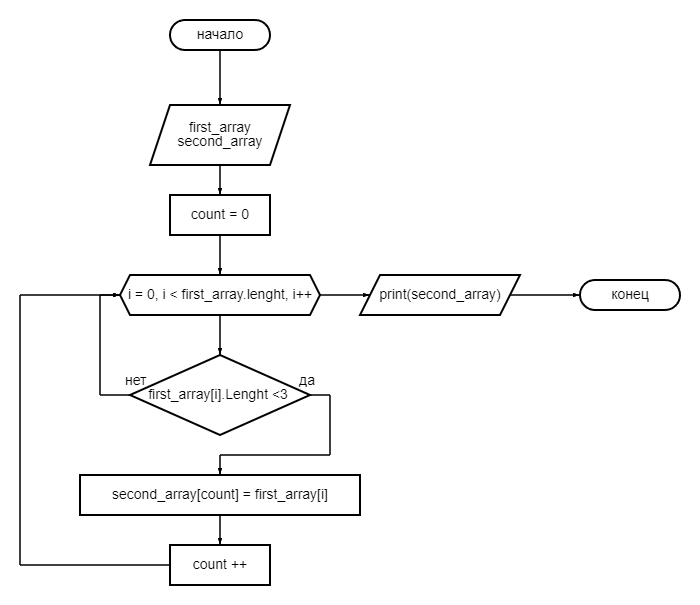 начало
first_array
second_array
count = 0
i = 0, i < first_array.lenght, i++
print(second_array)
конец
нет
да
first_array[i].Lenght <3
second_array[count] = first_array[i]
count ++